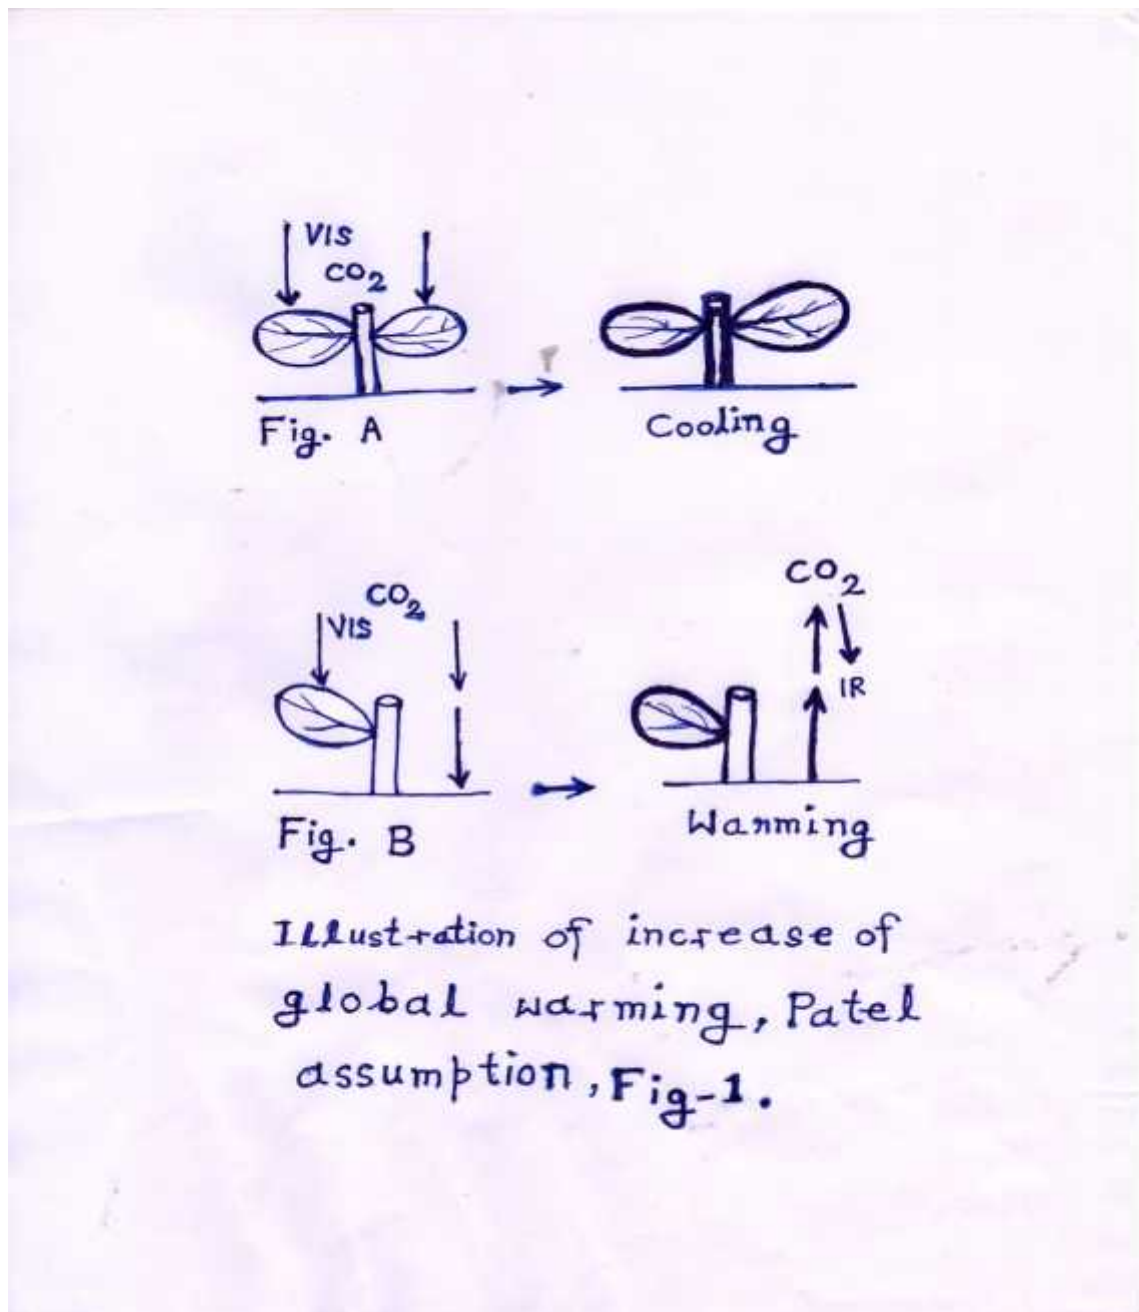 VIS
CO₂
Fig. A
Cooling
CO₂
VIS
CO₂
IR
Fig. B
Warming
Illustration of increase of
global warming, Patel
assumption, Fig-1.